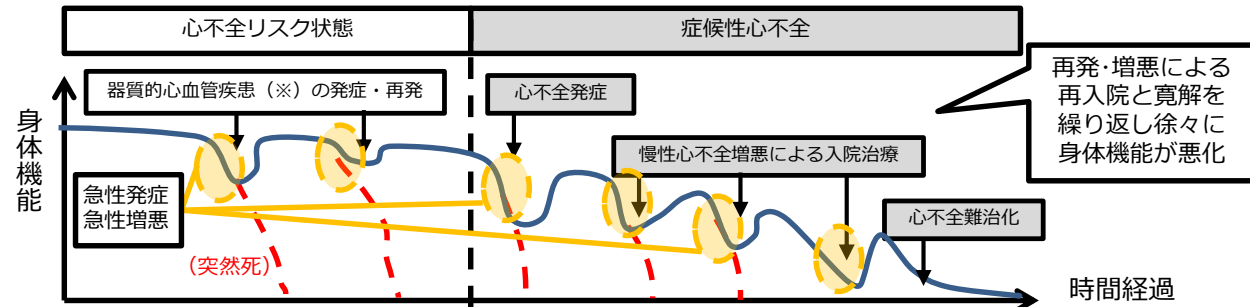 心不全リスク状態
症候性心不全
器質的心血管疾患（※）の発症・再発
心不全発症
再発･増悪による
再入院と寛解を
繰り返し徐々に
身体機能が悪化
身体機能
慢性心不全増悪による入院治療
急性発症
急性増悪
心不全難治化
（突然死）
時間経過